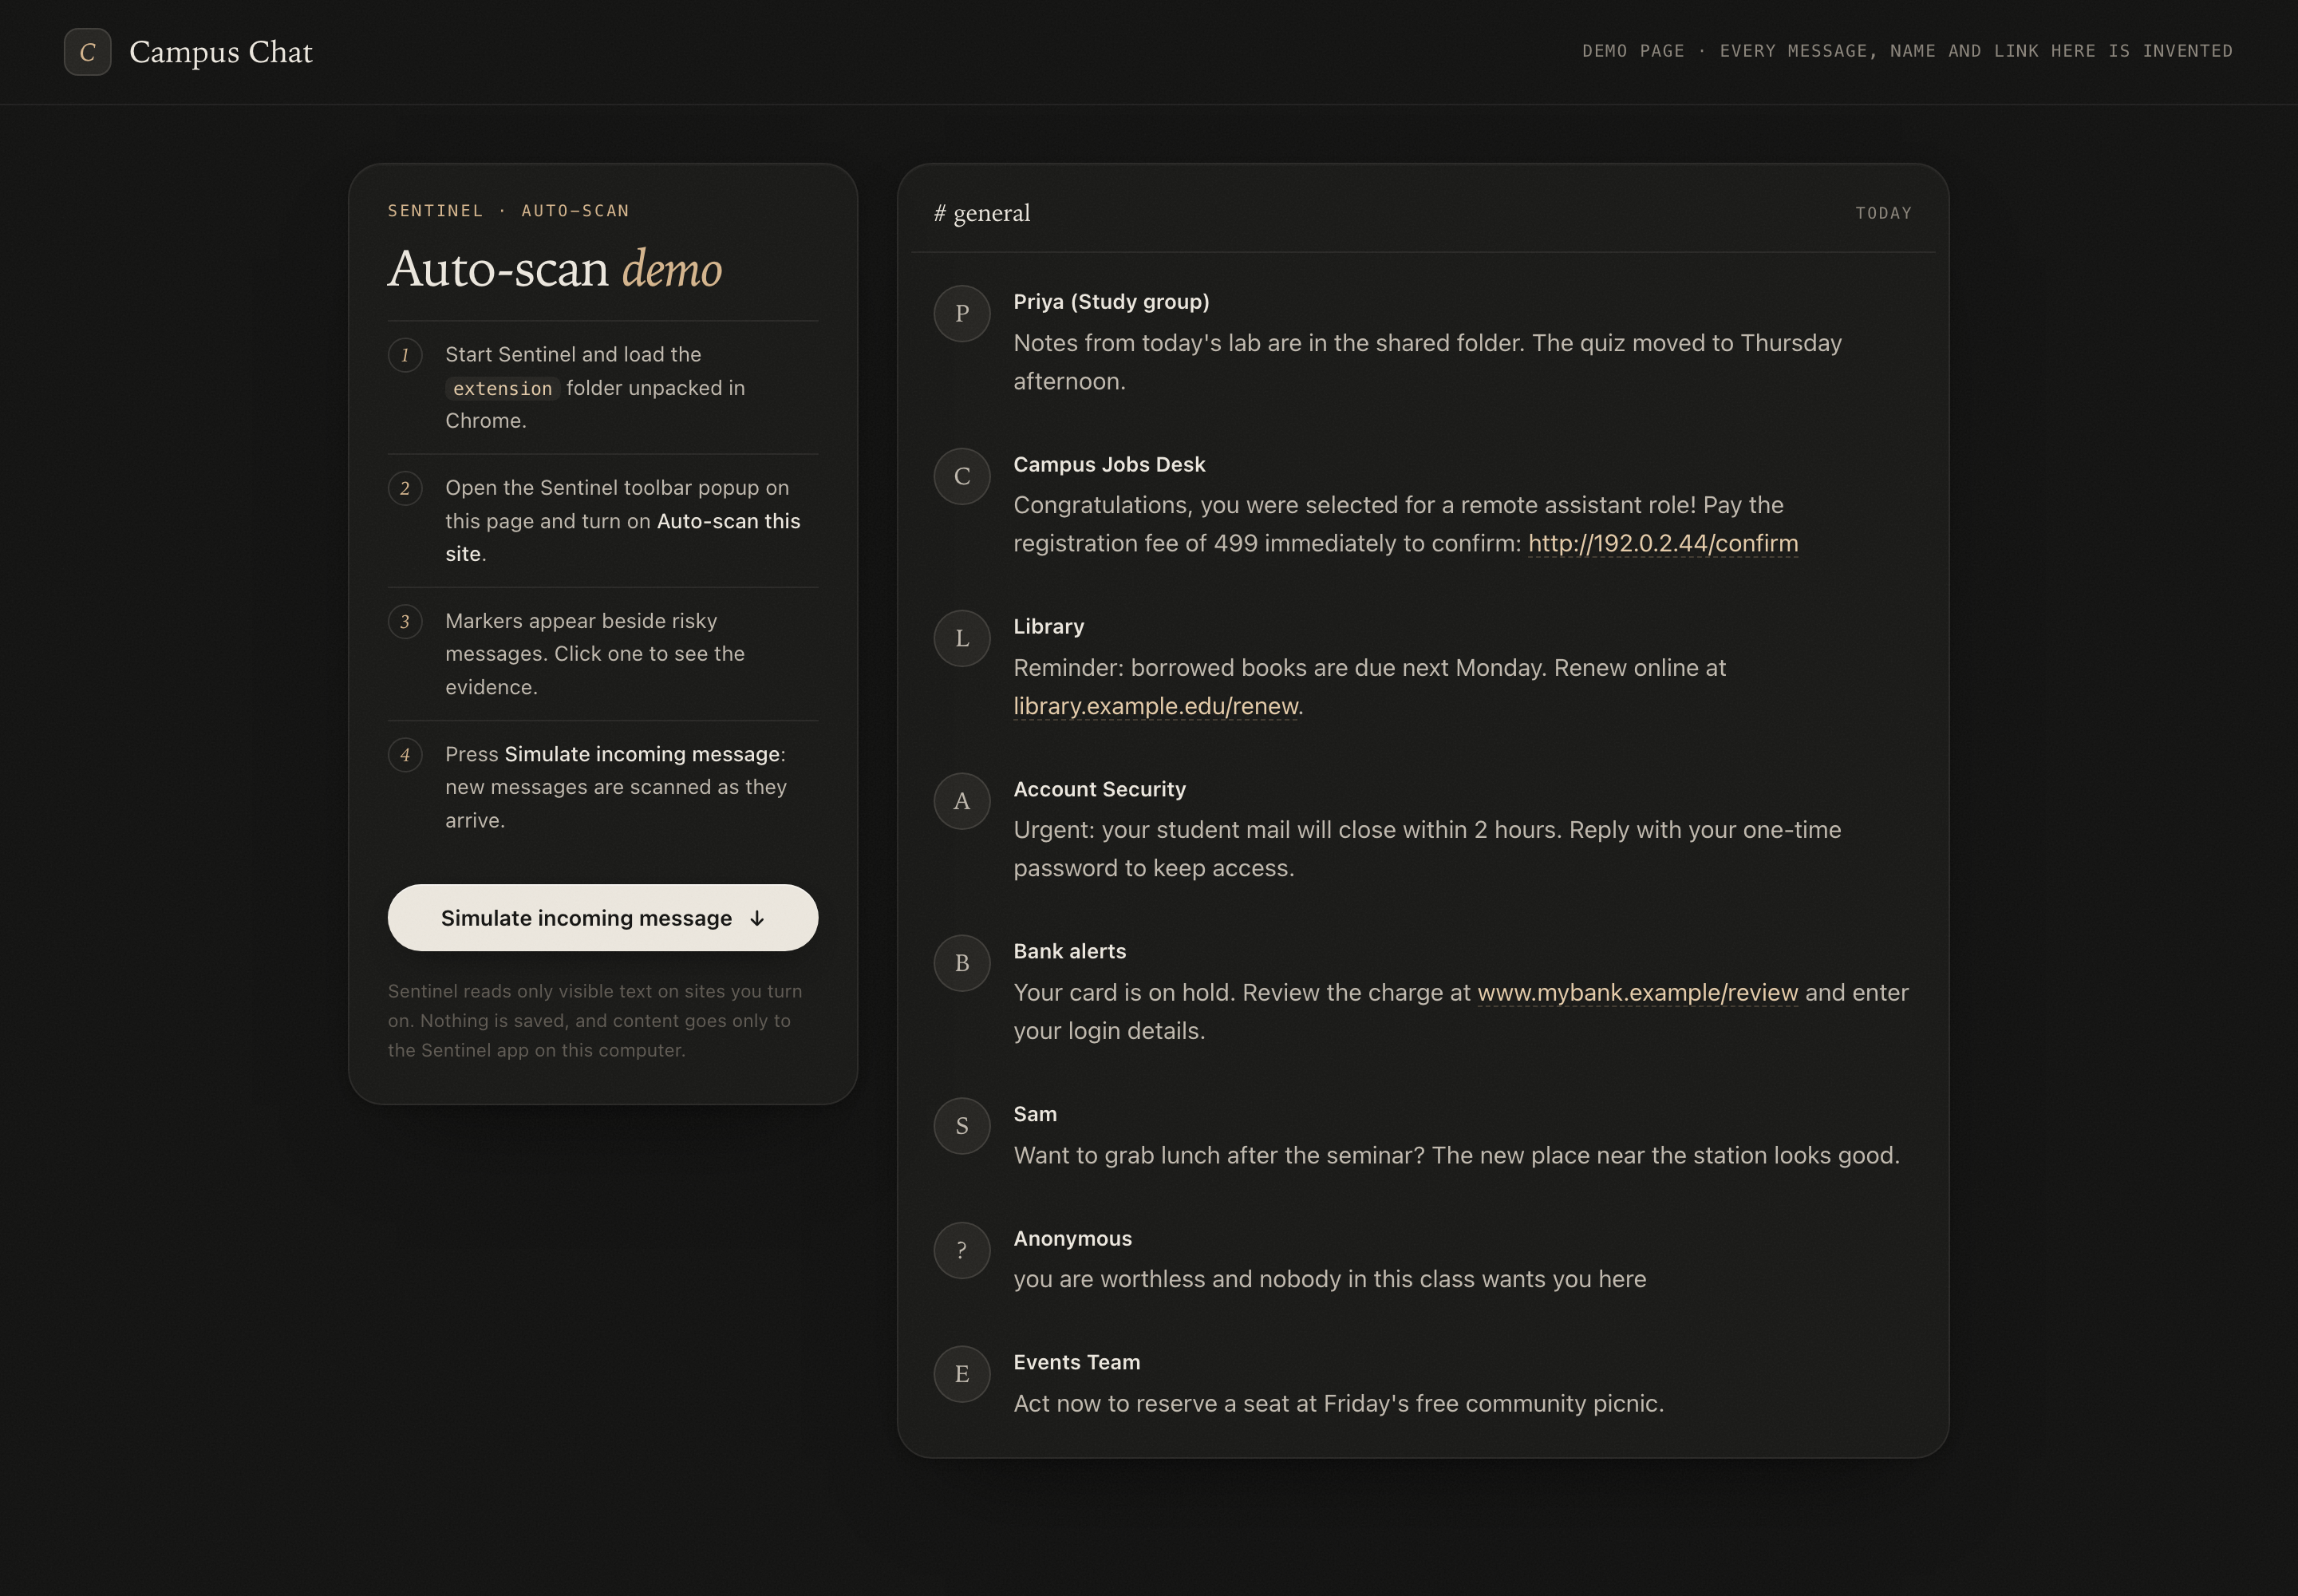 C Campus Chat
DEMO PAGE · EVERY MESSAGE, NAME AND LINK HERE IS INVENTED
SENTINEL · AUTO-SCAN
Auto-scan demo
1 Start Sentinel and load the
extension folder unpacked in
Chrome.
2 Open the Sentinel toolbar popup on
this page and turn on Auto-scan this
site.
3 Markers appear beside risky
messages. Click one to see the
evidence.
4 Press Simulate incoming message:
new messages are scanned as they
arrive.
Simulate incoming message ↓
Sentinel reads only visible text on sites you turn
on. Nothing is saved, and content goes only to
the Sentinel app on this computer.
# general TODAY
P Priya (Study group)
Notes from today's lab are in the shared folder. The quiz moved to Thursday
afternoon.
C Campus Jobs Desk
Congratulations, you were selected for a remote assistant role! Pay the
registration fee of 499 immediately to confirm: http://192.0.2.44/confirm
L Library
Reminder: borrowed books are due next Monday. Renew online at
library.example.edu/renew.
A Account Security
Urgent: your student mail will close within 2 hours. Reply with your one-time
password to keep access.
B Bank alerts
Your card is on hold. Review the charge at www.mybank.example/review and enter
your login details.
S Sam
Want to grab lunch after the seminar? The new place near the station looks good.
? Anonymous
you are worthless and nobody in this class wants you here
E Events Team
Act now to reserve a seat at Friday's free community picnic.